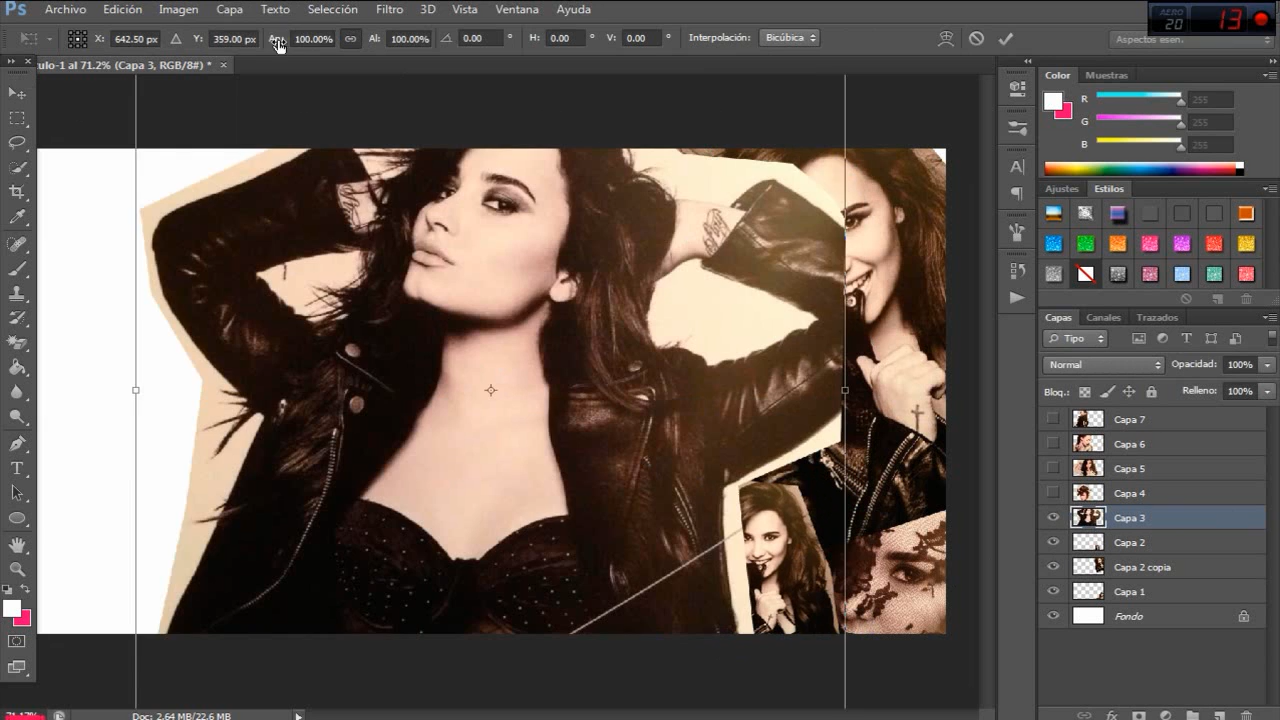 Ps Archivo Edición Imagen Capa Texto Selección Filtro 3D Vista Ventana Ayuda
AERO 20 13
X: 642.50 px Y: 359.00 px 100.00% Al: 100.00% 0.00 ° H: 0.00 ° V: 0.00 ° Interpolación: Bicúbica
Aspectos esen.
ulo-1 al 71.2% (Capa 3, RGB/8#) * ×
Color Muestras
R 255
G 255
B 255
Ajustes Estilos
Capas Canales Trazados
Tipo
Normal Opacidad: 100%
Bloq.: Relleno: 100%
Capa 7
Capa 6
Capa 5
Capa 4
Capa 3
Capa 2
Capa 2 copia
Capa 1
Fondo
Doc: 2.64 MB/22.6 MB